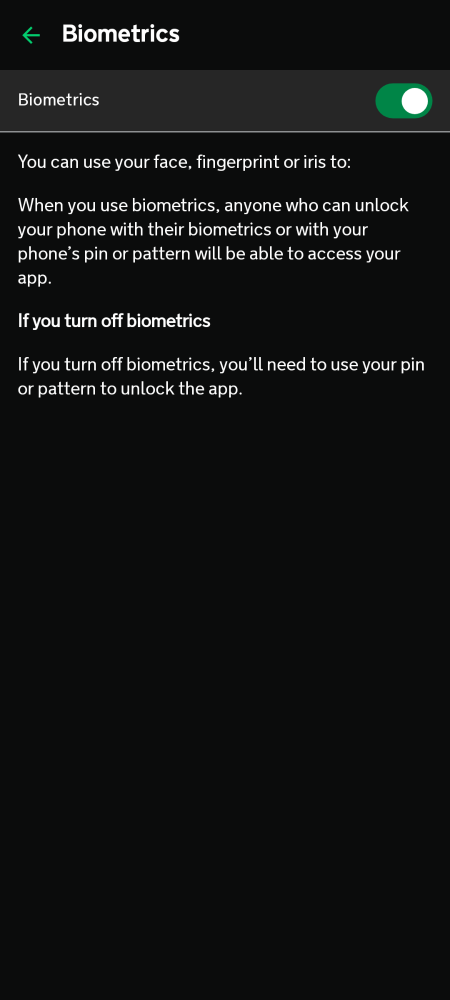 Biometrics
Biometrics
You can use your face, fingerprint or iris to:
When you use biometrics, anyone who can unlock
your phone with their biometrics or with your
phone’s pin or pattern will be able to access your
app.
If you turn off biometrics
If you turn off biometrics, you’ll need to use your pin
or pattern to unlock the app.